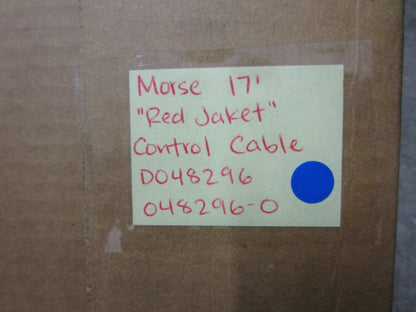 Morse 17'
"Red Jaket"
Control Cable
D048296
048296-0